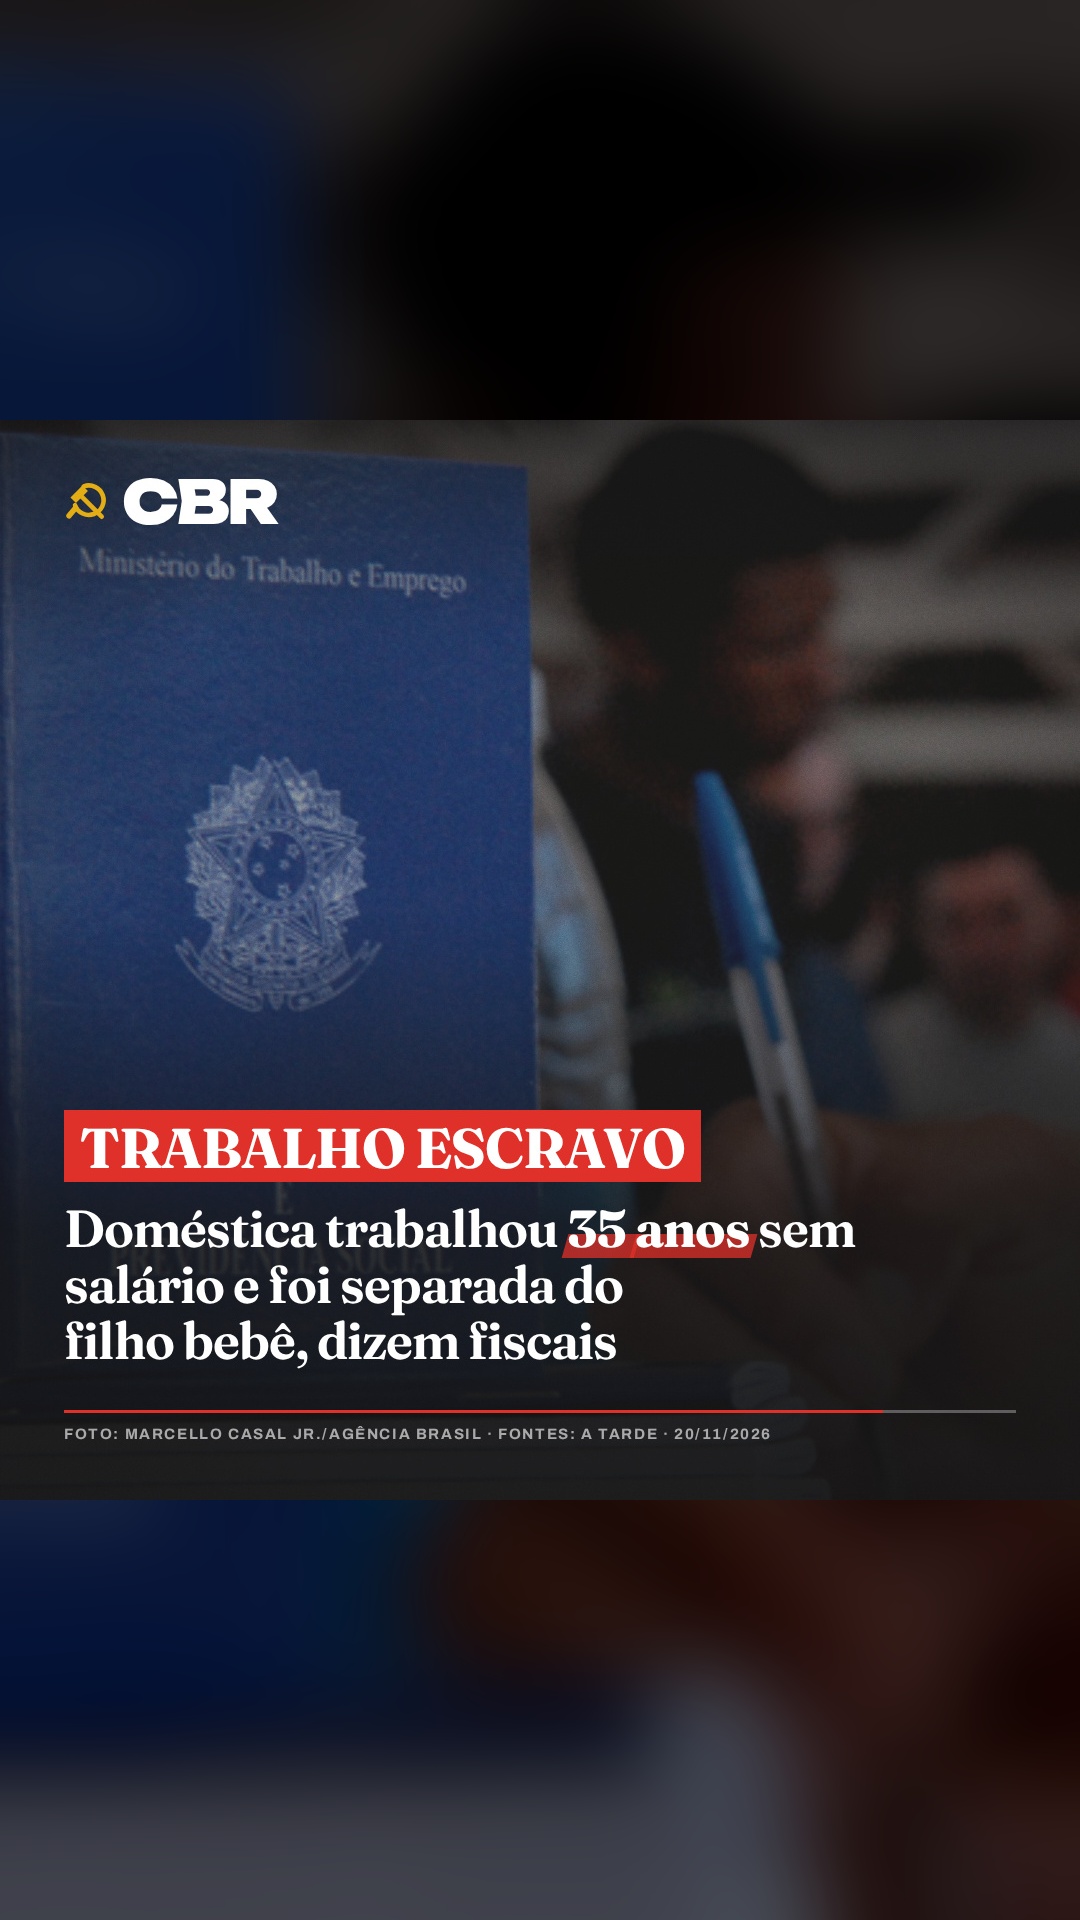 CBR
Ministério do Trabalho e Emprego
TRABALHO ESCRAVO
Doméstica trabalhou 35 anos sem
salário e foi separada do
filho bebê, dizem fiscais
FOTO: MARCELLO CASAL JR./AGÊNCIA BRASIL · FONTES: A TARDE · 20/11/2026